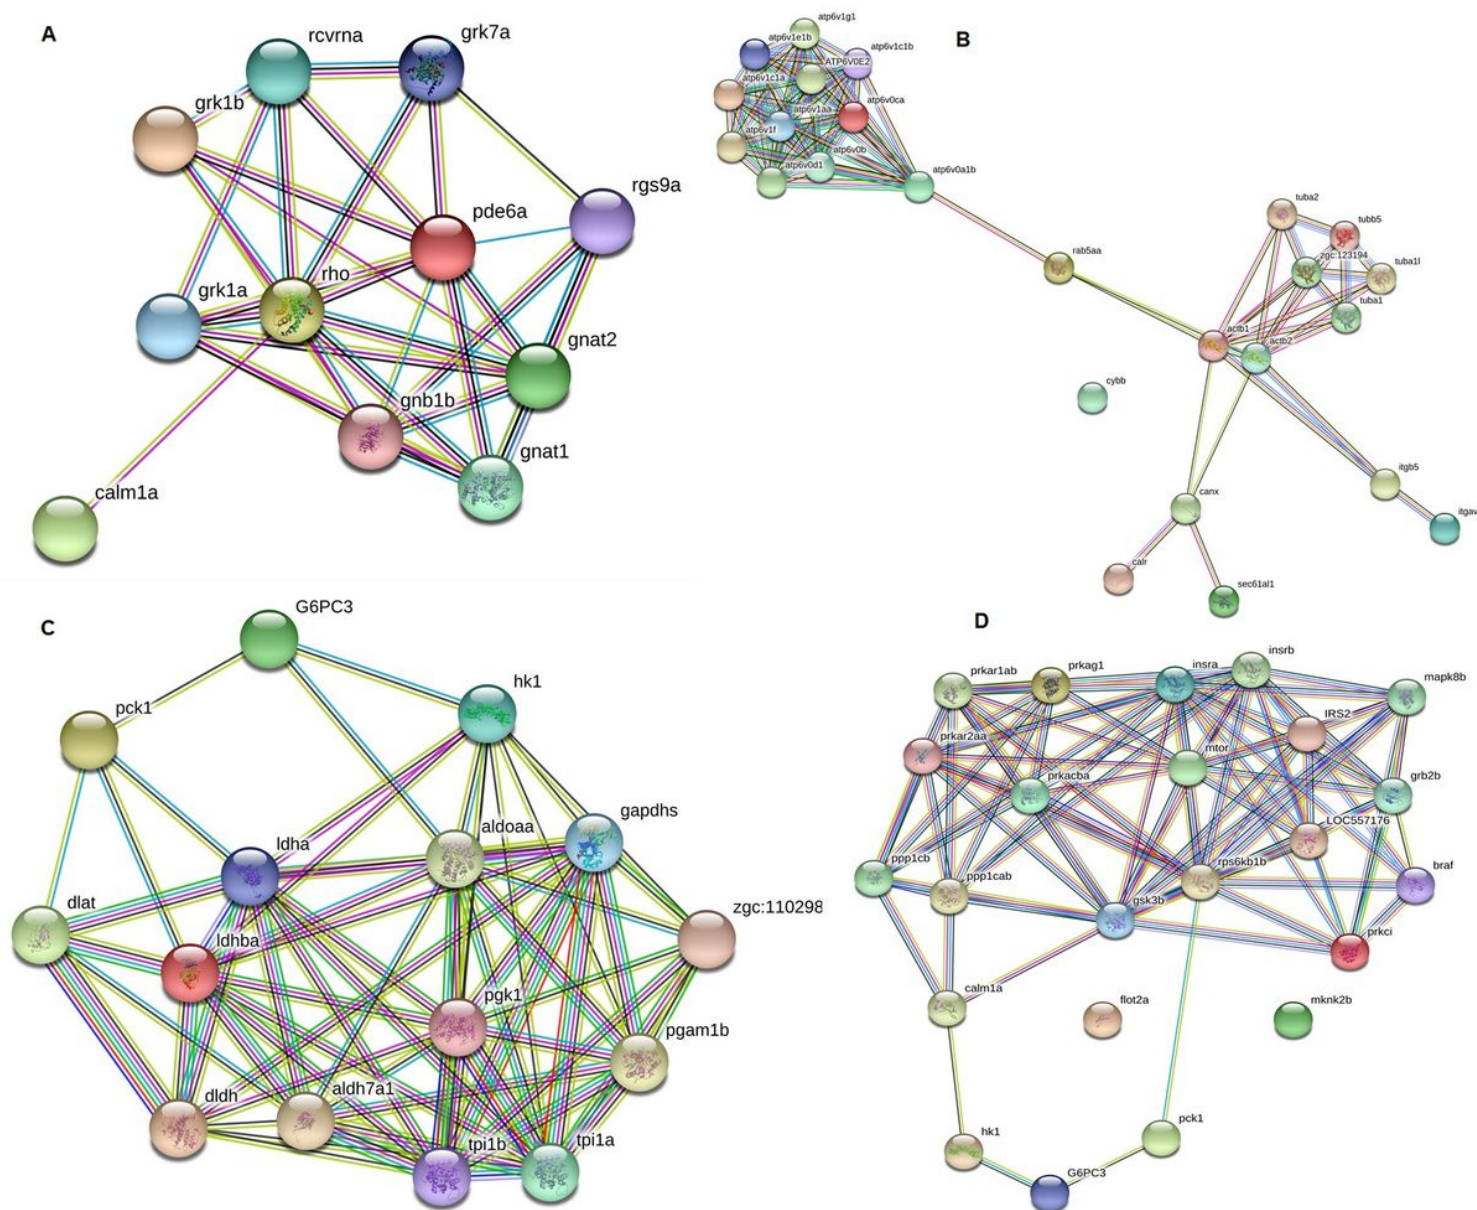 A
rcvrna
grk7a
grk1b
rgs9a
pde6a
rho
grk1a
gnat2
gnb1b
gnat1
calm1a
B
atp6v1g1
atp6v1e1b
atp6v1c1b
ATP6V0E2
atp6v1c1a
atp6v0ca
atp6v1aa
atp6v1f
atp6v0b
atp6v0d1
atp6v0a1b
tuba2
tubb5
rab5aa
zgc:123194
tuba1l
tuba1
actb1
actb2
cybb
itgb5
canx
itgav
calr
sec61al1
C
G6PC3
hk1
pck1
gapdhs
aldoaa
ldha
dlat
zgc:110298
ldhba
pgk1
pgam1b
dldh
aldh7a1
tpi1b
tpi1a
D
prkar1ab
prkag1
insra
insrb
mapk8b
IRS2
prkar2aa
mtor
prkacba
grb2b
LOC557176
ppp1cb
ppp1cab
rps6kb1b
braf
gsk3b
prkci
calm1a
flot2a
mknk2b
hk1
pck1
G6PC3